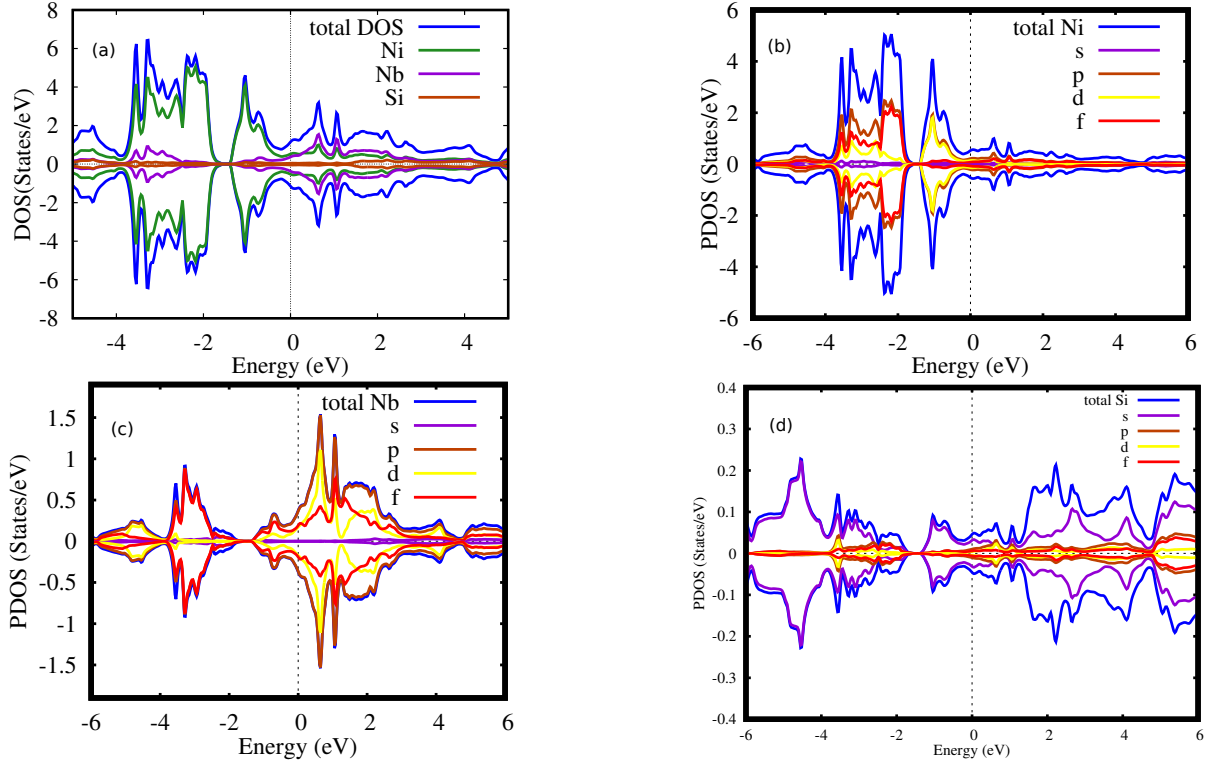 (a)
total DOS
Ni
Nb
Si
DOS(States/eV)
8
6
4
2
0
-2
-4
-6
-8
-4 -2 0 2 4
Energy (eV)
(b)
total Ni
s
p
d
f
PDOS (States/eV)
6
4
2
0
-2
-4
-6
-6 -4 -2 0 2 4 6
Energy (eV)
(c)
total Nb
s
p
d
f
PDOS (States/eV)
1.5
1
0.5
0
-0.5
-1
-1.5
-6 -4 -2 0 2 4 6
Energy (eV)
(d)
total Si
s
p
d
f
PDOS (States/eV)
0.4
0.3
0.2
0.1
0
-0.1
-0.2
-0.3
-0.4
-6 -4 -2 0 2 4 6
Energy (eV)